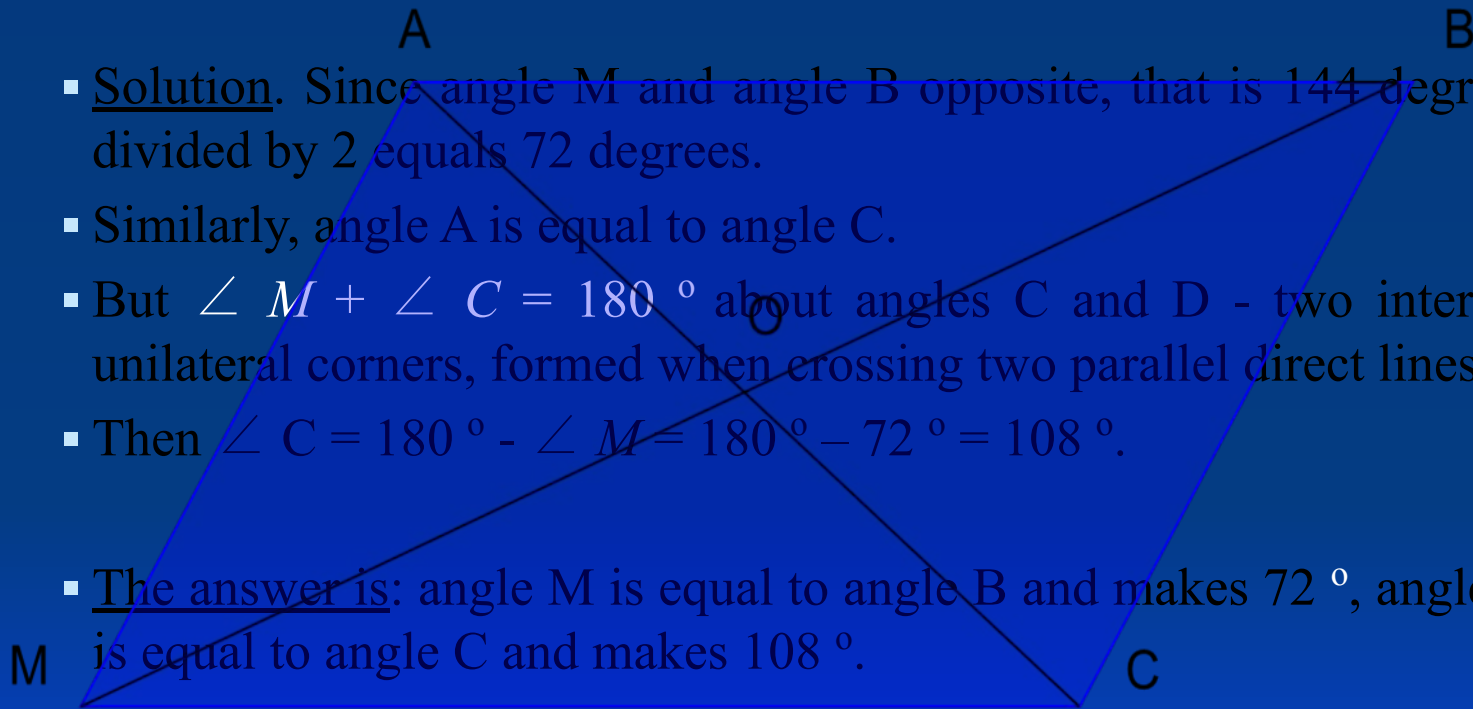 A B
▪ Solution. Since angle M and angle B opposite, that is 144 degr
divided by 2 equals 72 degrees.
▪ Similarly, angle A is equal to angle C.
▪ But ∠ M + ∠ C = 180 º about angles C and D - two inter
O
unilateral corners, formed when crossing two parallel direct lines
▪ Then ∠ C = 180 º - ∠ M = 180 º – 72 º = 108 º.
▪ The answer is: angle M is equal to angle B and makes 72 º, angle
is equal to angle C and makes 108 º.
M C